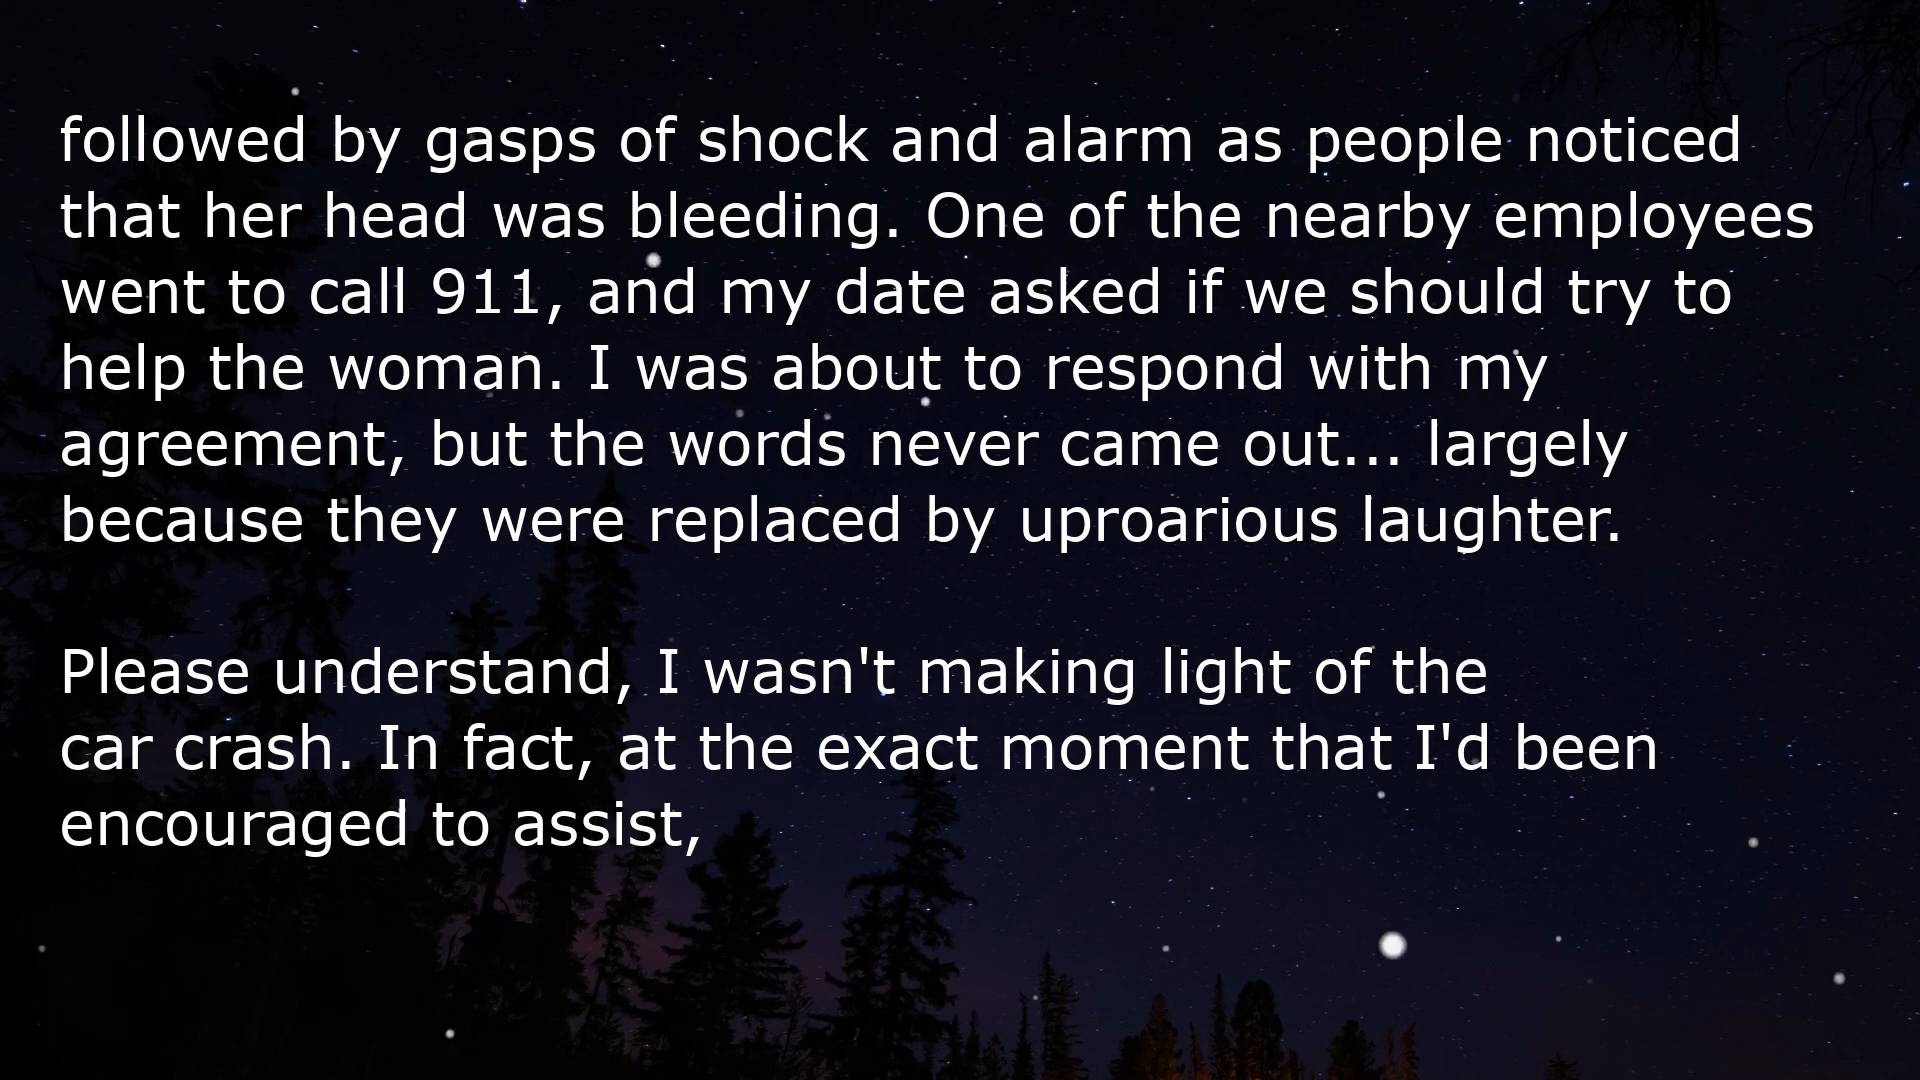 followed by gasps of shock and alarm as people noticed
that her head was bleeding. One of the nearby employees
went to call 911, and my date asked if we should try to
help the woman. I was about to respond with my
agreement, but the words never came out... largely
because they were replaced by uproarious laughter.
Please understand, I wasn't making light of the
car crash. In fact, at the exact moment that I'd been
encouraged to assist,